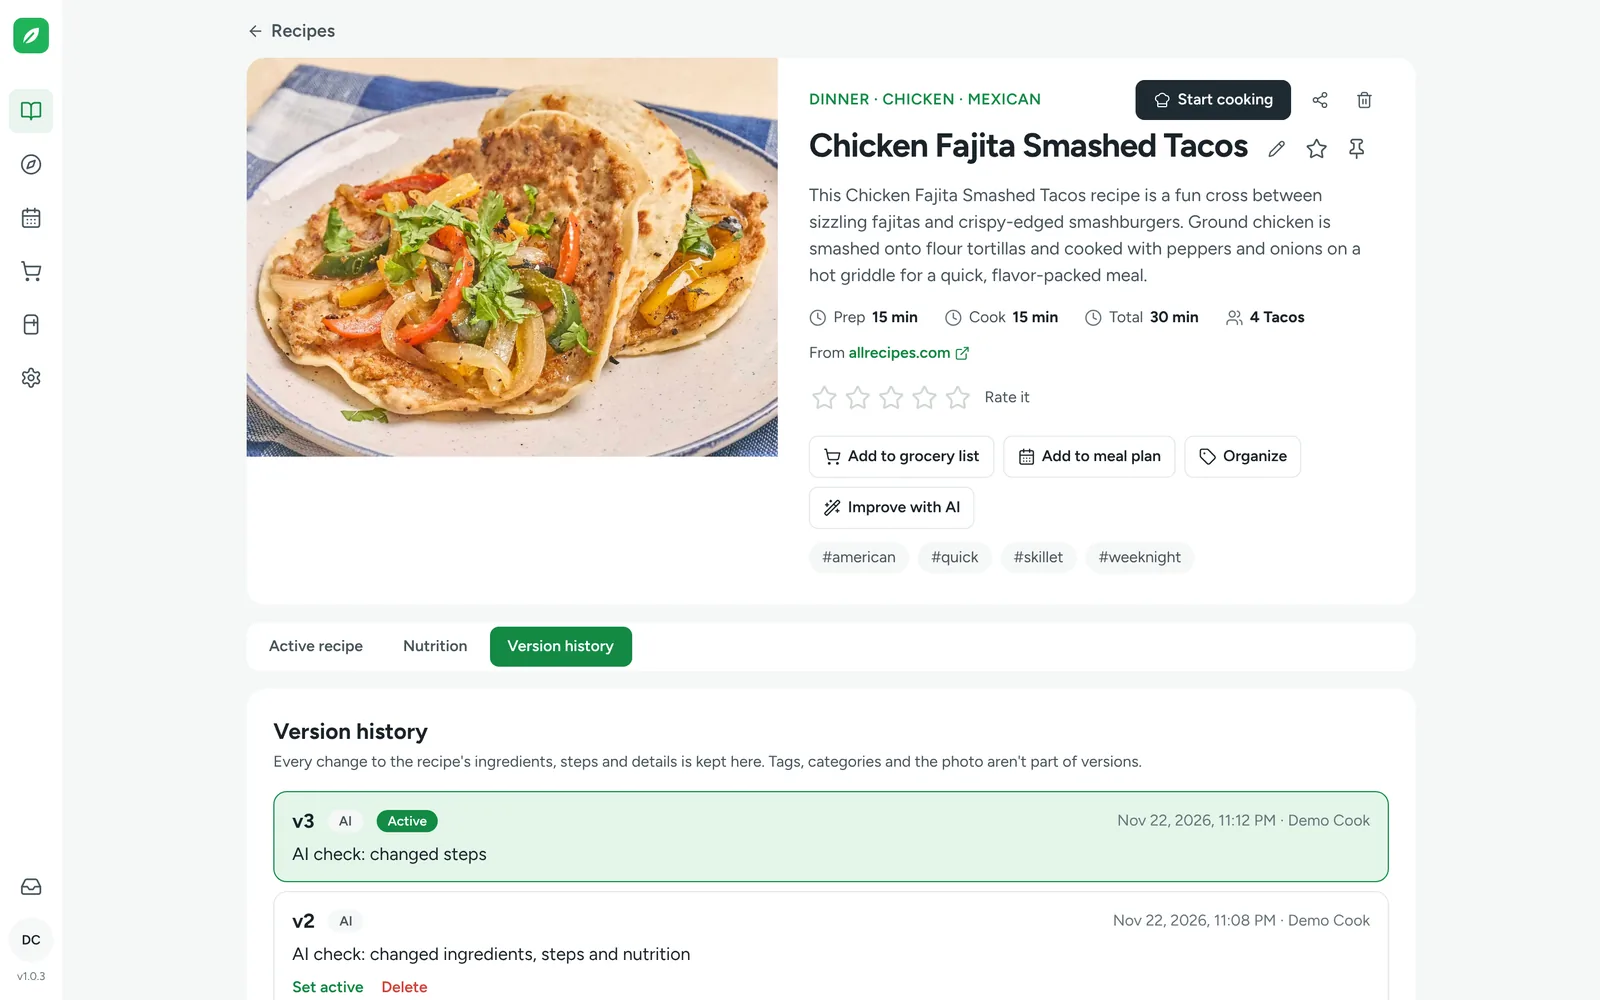 Recipes
DINNER · CHICKEN · MEXICAN
Start cooking
Chicken Fajita Smashed Tacos
This Chicken Fajita Smashed Tacos recipe is a fun cross between
sizzling fajitas and crispy-edged smashburgers. Ground chicken is
smashed onto flour tortillas and cooked with peppers and onions on a
hot griddle for a quick, flavor-packed meal.
Prep 15 min Cook 15 min Total 30 min 4 Tacos
From allrecipes.com
Rate it
Add to grocery list Add to meal plan Organize
Improve with AI
#american #quick #skillet #weeknight
Active recipe Nutrition Version history
Version history
Every change to the recipe's ingredients, steps and details is kept here. Tags, categories and the photo aren't part of versions.
v3 AI Active Nov 22, 2026, 11:12 PM · Demo Cook
AI check: changed steps
v2 AI Nov 22, 2026, 11:08 PM · Demo Cook
AI check: changed ingredients, steps and nutrition
Set active Delete
DC
v1.0.3